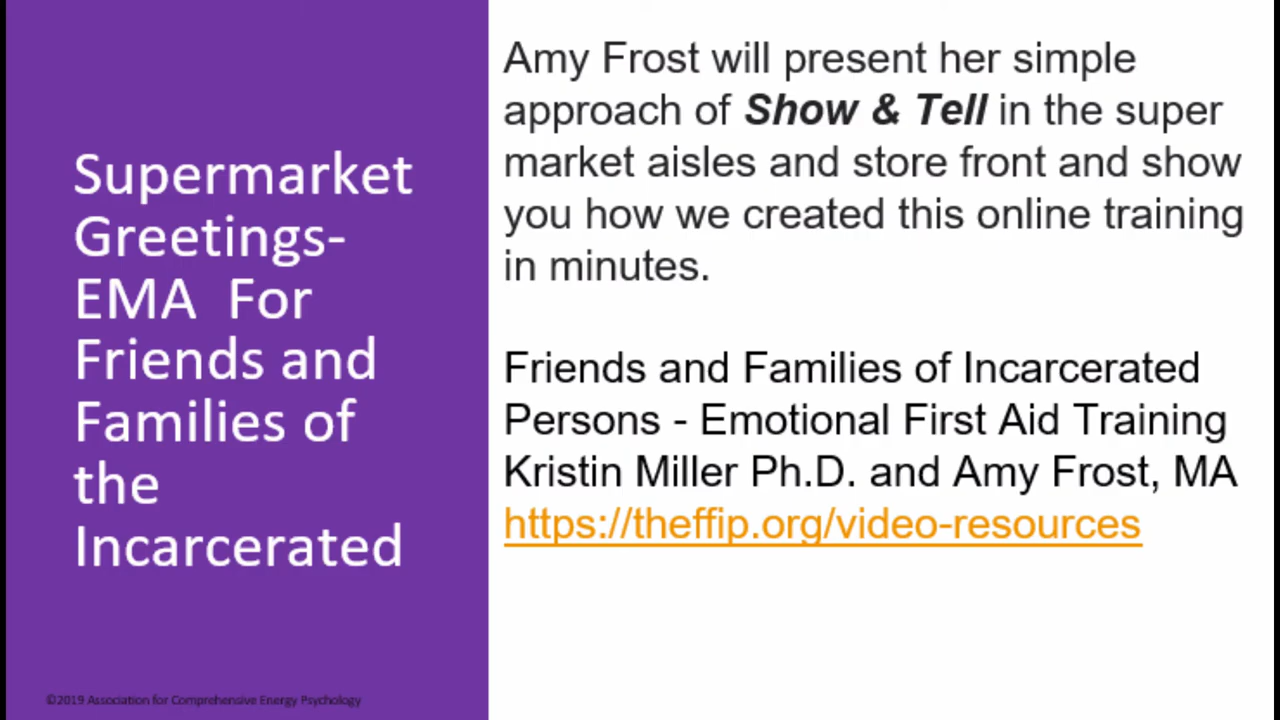 Supermarket
Greetings-
EMA  For
Friends and
Families of
the
Incarcerated
Amy Frost will present her simple
approach of Show & Tell in the super
market aisles and store front and show
you how we created this online training
in minutes.
Friends and Families of Incarcerated
Persons - Emotional First Aid Training
Kristin Miller Ph.D. and Amy Frost, MA
https://theffip.org/video-resources
©2019 Association for Comprehensive Energy Psychology